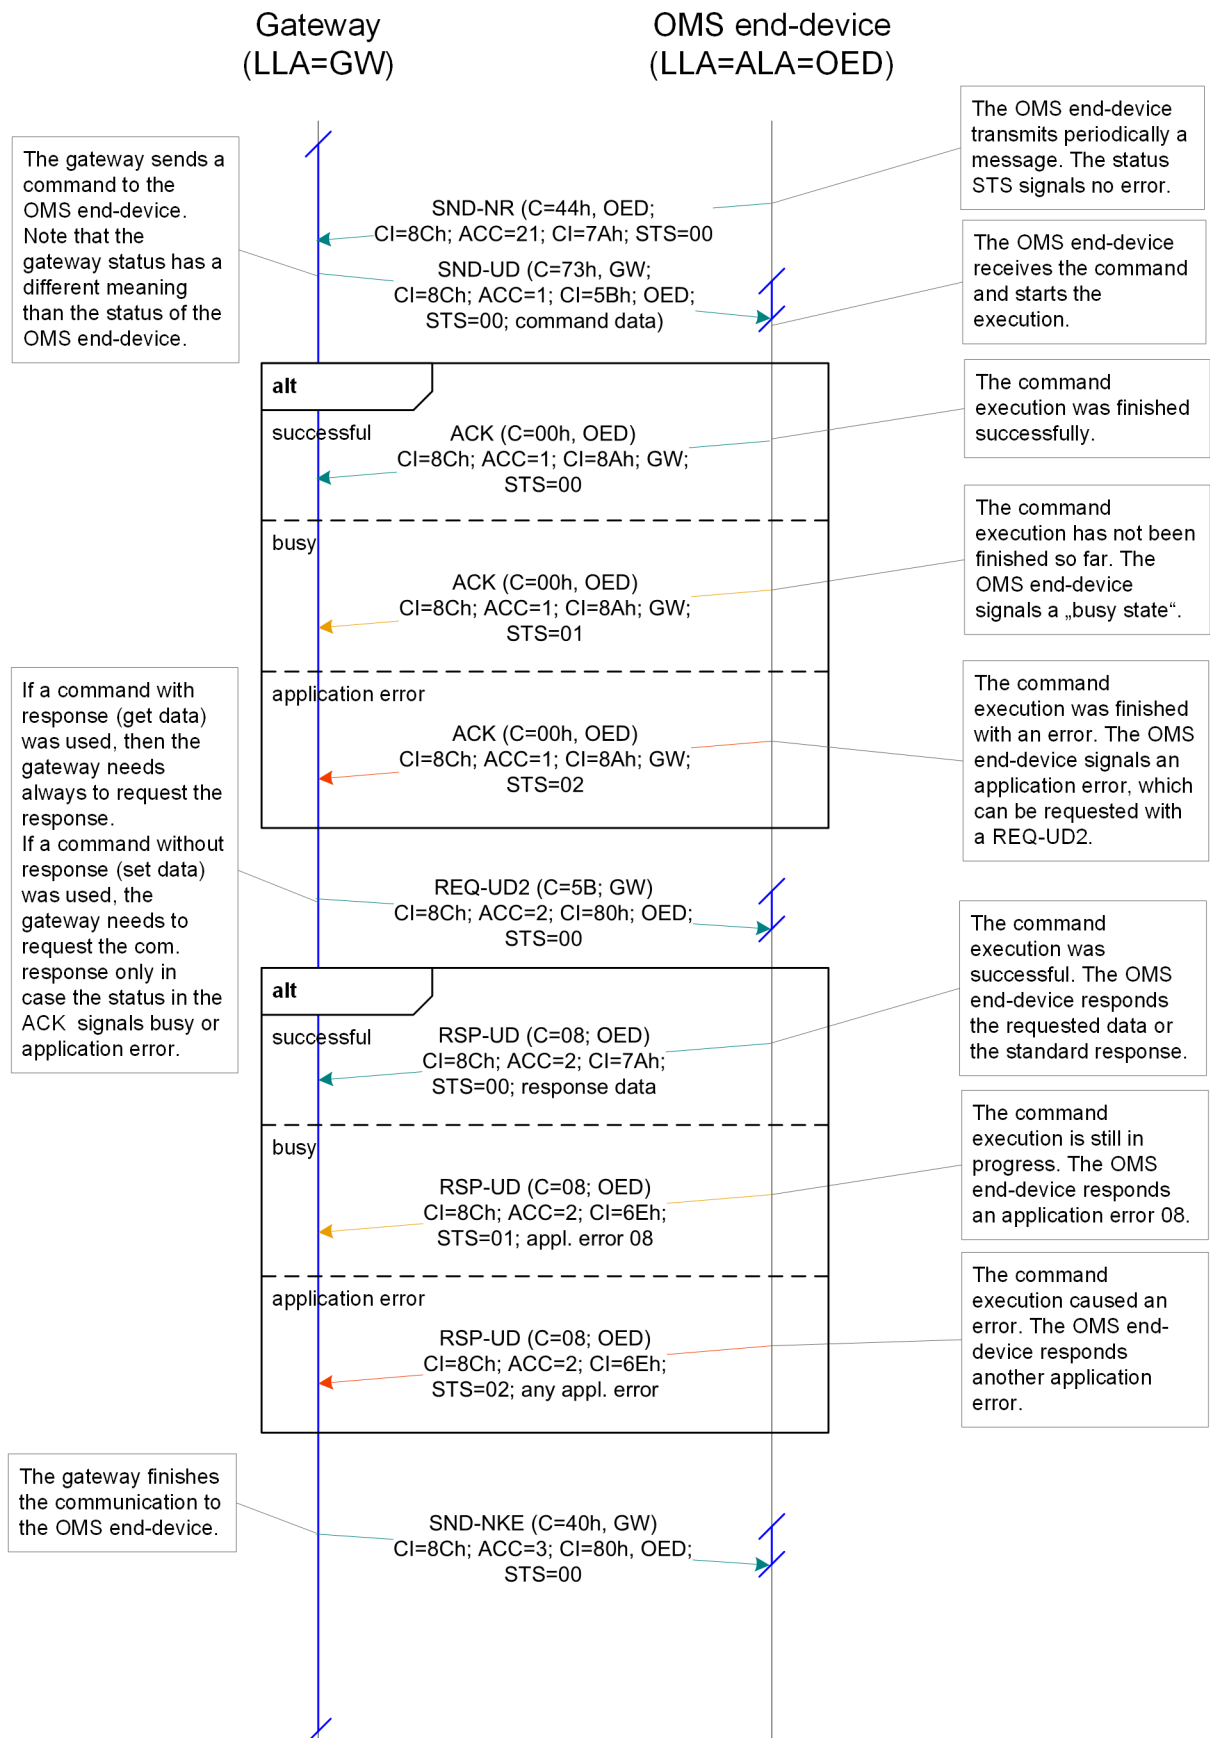 Gateway
(LLA=GW)
OMS end-device
(LLA=ALA=OED)
The OMS end-device
transmits periodically a
message. The status
STS signals no error.
The gateway sends a
command to the
OMS end-device.
Note that the
gateway status has a
different meaning
than the status of the
OMS end-device.
SND-NR (C=44h, OED;
CI=8Ch; ACC=21; CI=7Ah; STS=00
SND-UD (C=73h, GW;
CI=8Ch; ACC=1; CI=5Bh; OED;
STS=00; command data)
The OMS end-device
receives the command
and starts the
execution.
alt
successful
ACK (C=00h, OED)
CI=8Ch; ACC=1; CI=8Ah; GW;
STS=00
The command
execution was finished
successfully.
busy
ACK (C=00h, OED)
CI=8Ch; ACC=1; CI=8Ah; GW;
STS=01
The command
execution has not been
finished so far. The
OMS end-device
signals a „busy state“.
application error
ACK (C=00h, OED)
CI=8Ch; ACC=1; CI=8Ah; GW;
STS=02
The command
execution was finished
with an error. The OMS
end-device signals an
application error, which
can be requested with
a REQ-UD2.
If a command with
response (get data)
was used, then the
gateway needs
always to request the
response.
If a command without
response (set data)
was used, the
gateway needs to
request the com.
response only in
case the status in the
ACK signals busy or
application error.
REQ-UD2 (C=5B; GW)
CI=8Ch; ACC=2; CI=80h; OED;
STS=00
alt
successful
RSP-UD (C=08; OED)
CI=8Ch; ACC=2; CI=7Ah;
STS=00; response data
The command
execution was
successful. The OMS
end-device responds
the requested data or
the standard response.
busy
RSP-UD (C=08; OED)
CI=8Ch; ACC=2; CI=6Eh;
STS=01; appl. error 08
The command
execution is still in
progress. The OMS
end-device responds
an application error 08.
application error
RSP-UD (C=08; OED)
CI=8Ch; ACC=2; CI=6Eh;
STS=02; any appl. error
The command
execution caused an
error. The OMS end-
device responds
another application
error.
The gateway finishes
the communication to
the OMS end-device.
SND-NKE (C=40h, GW)
CI=8Ch; ACC=3; CI=80h, OED;
STS=00